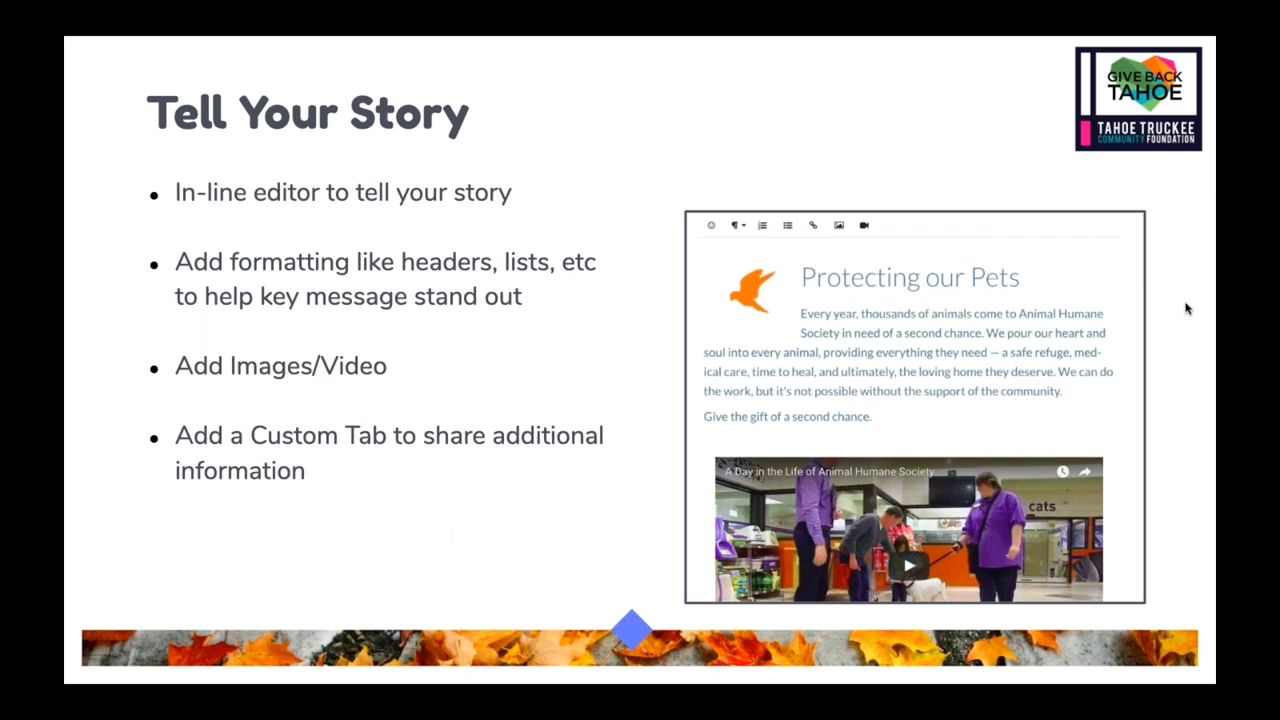 Tell Your Story
GIVE BACK
TAHOE
TAHOE TRUCKEE
COMMUNITY FOUNDATION
• In-line editor to tell your story
• Add formatting like headers, lists, etc
to help key message stand out
• Add Images/Video
• Add a Custom Tab to share additional
information
Protecting our Pets
Every year, thousands of animals come to Animal Humane
Society in need of a second chance. We pour our heart and
soul into every animal, providing everything they need — a safe refuge, med-
ical care, time to heal, and ultimately, the loving home they deserve. We can do
the work, but it's not possible without the support of the community.
Give the gift of a second chance.
A Day in the Life of Animal Humane Society
cats